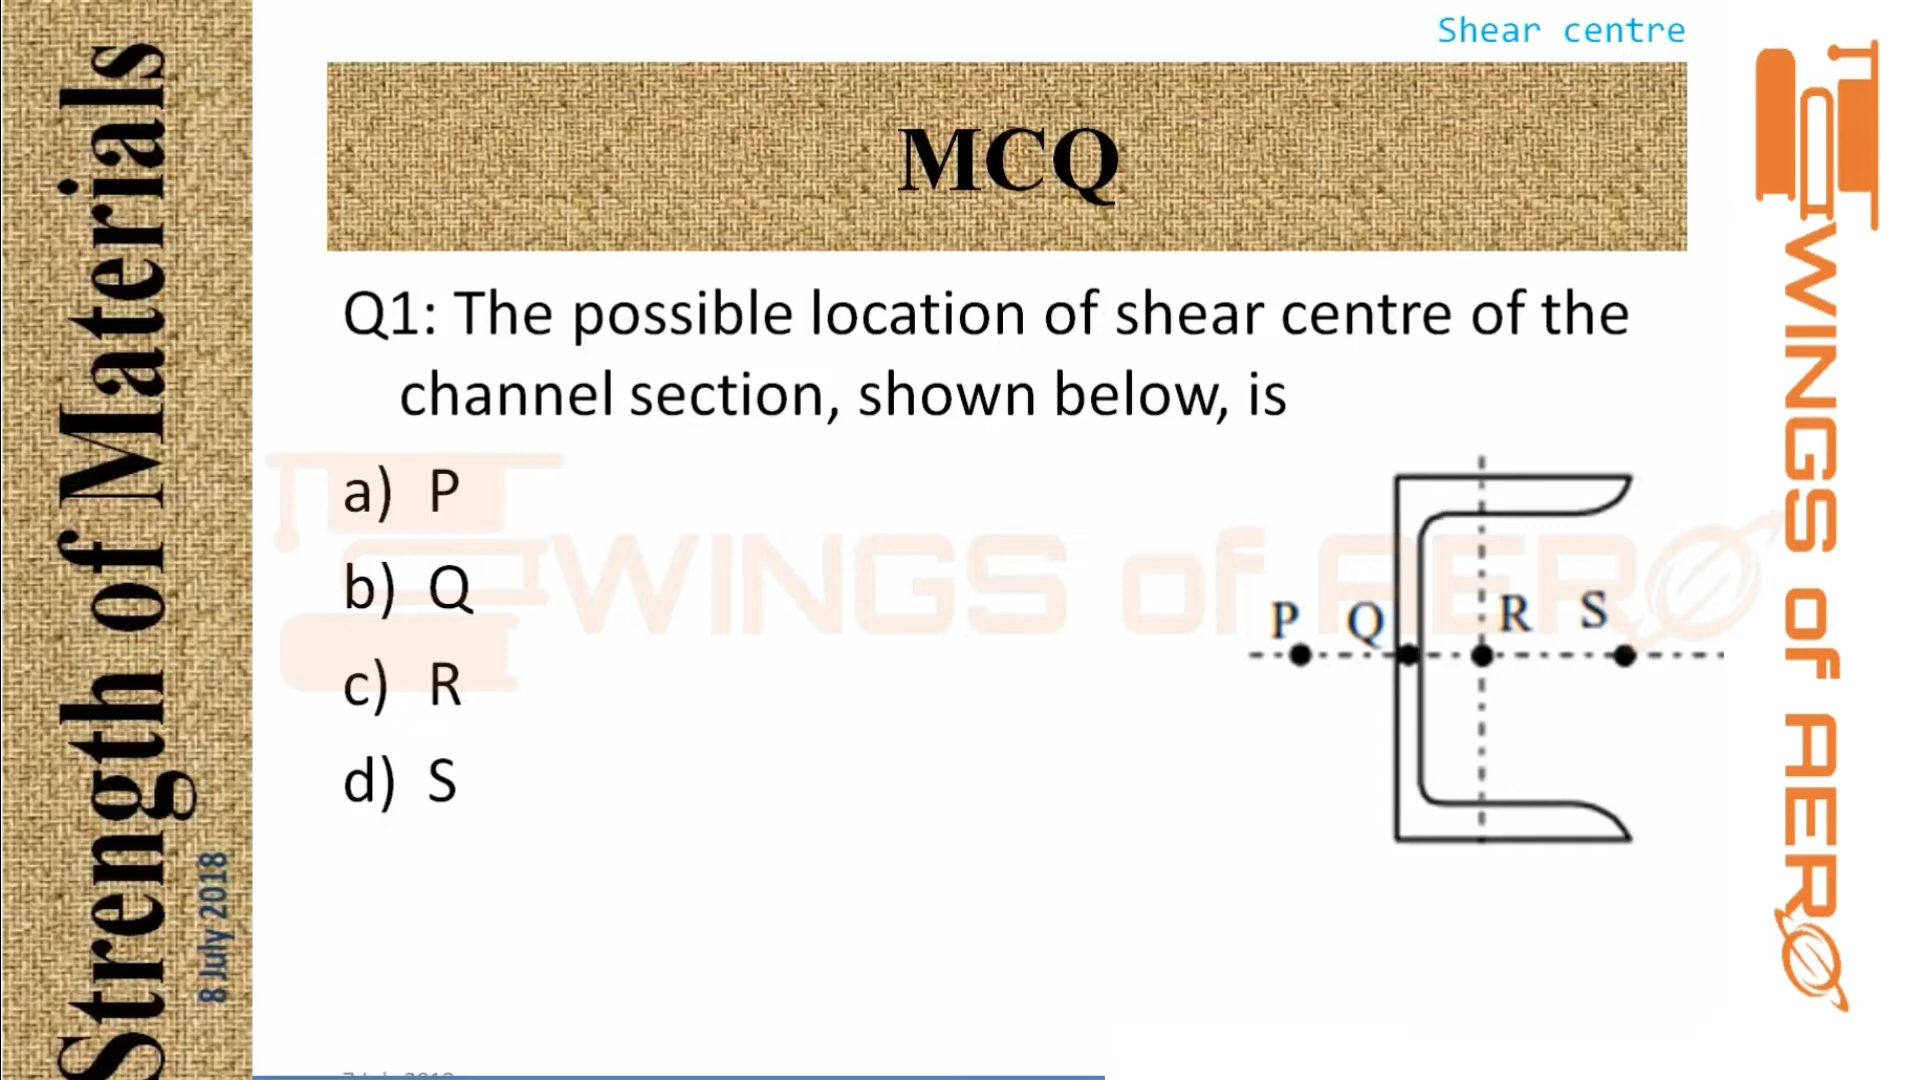 Shear centre
Strength of Materials
8 July 2018
MCQ
Q1: The possible location of shear centre of the
channel section, shown below, is
a) P
b) Q
c) R
d) S
P Q R S
WINGS of AERO
WINGS of AERO